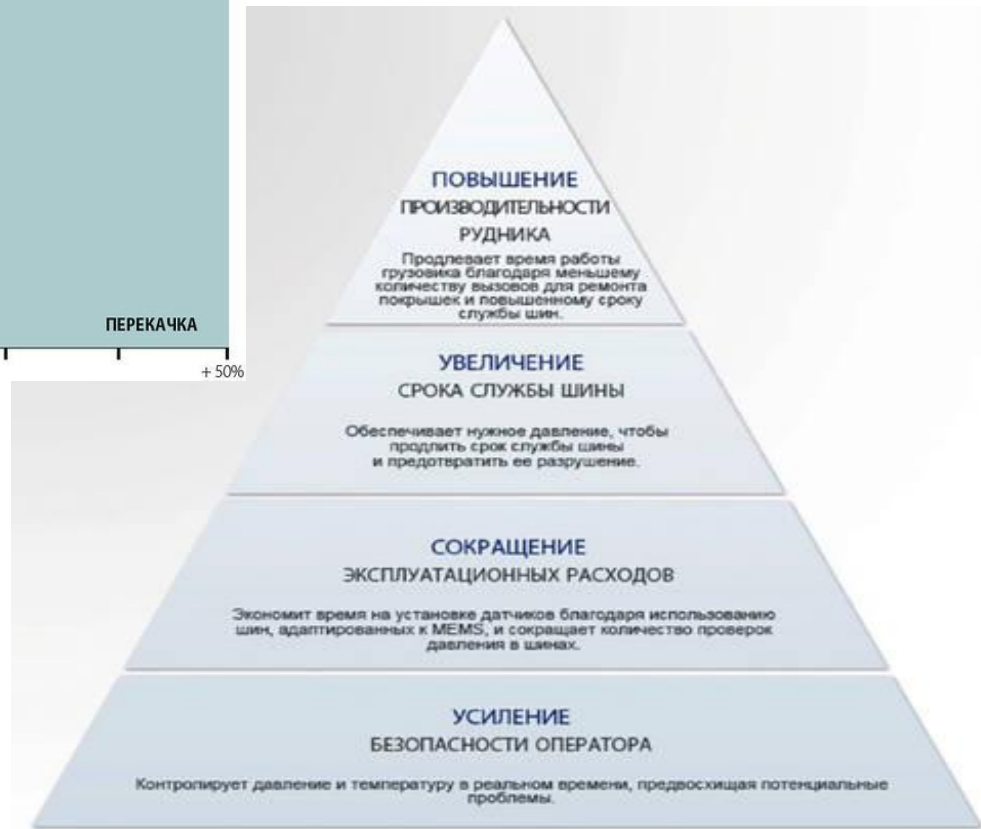 ПЕРЕКАЧКА
+ 50%
ПОВЫШЕНИЕ
ПРОИЗВОДИТЕЛЬНОСТИ
РУДНИКА
Продлевает время работы
грузовика благодаря меньшему
количеству вызовов для ремонта
покрышек и повышенному сроку
службы шин.
УВЕЛИЧЕНИЕ
СРОКА СЛУЖБЫ ШИНЫ
Обеспечивает нужное давление, чтобы
продлить срок службы шины
и предотвратить ее разрушение.
СОКРАЩЕНИЕ
ЭКСПЛУАТАЦИОННЫХ РАСХОДОВ
Экономит время на установке датчиков благодаря использованию
шин, адаптированных к MEMS, и сокращает количество проверок
давления в шинах.
УСИЛЕНИЕ
БЕЗОПАСНОСТИ ОПЕРАТОРА
Контролирует давление и температуру в реальном времени, предвосхищая потенциальные
проблемы.